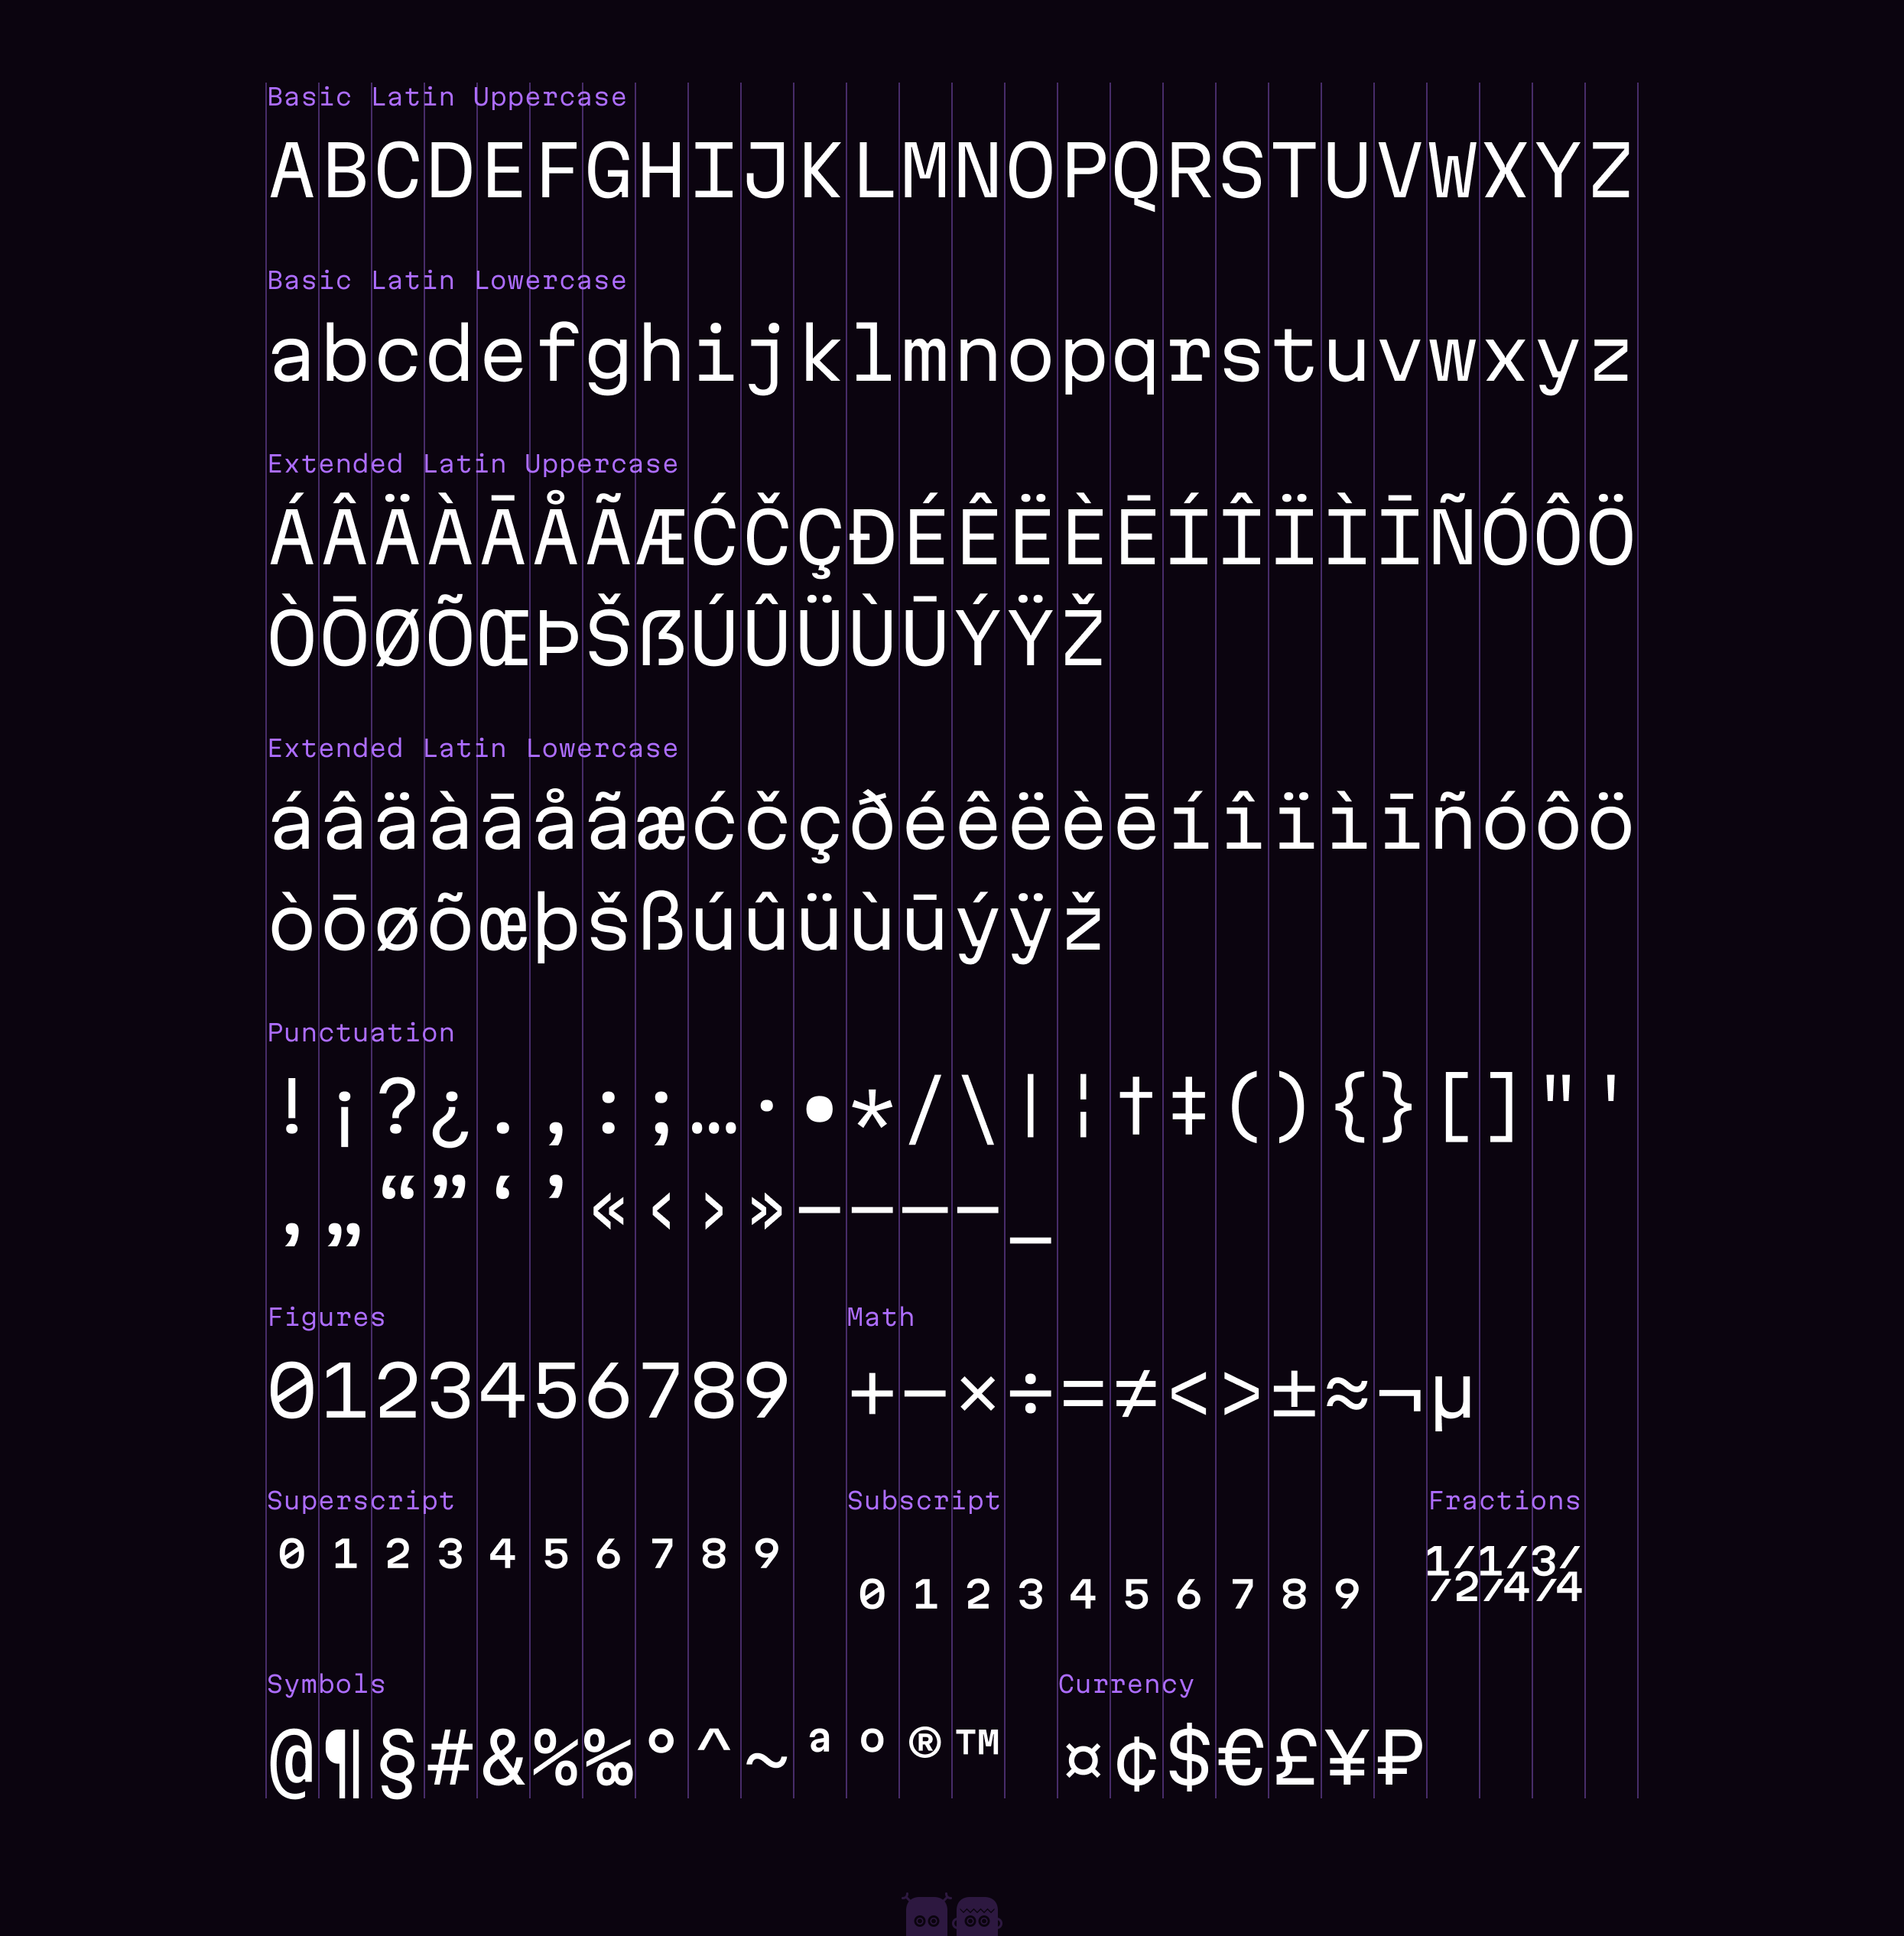 Basic Latin Uppercase
ABCDEFGHIJKLMNOPQRSTUVWXYZ
Basic Latin Lowercase
abcdefghijklmnopqrstuvwxyz
Extended Latin Uppercase
ÁÂÄÀĀÅÃÆĆČÇÐÉÊËÈĒÍÎÏÌĪÑÓÔÖ
ÒŌØÕŒÞŠẞÚÛÜÙŪÝŸŽ
Extended Latin Lowercase
áâäàāåãæćčçðéêëèēíîïìīñóôö
òōøõœþšßúûüùūýÿž
Punctuation
!¡?¿.,:;…·•*/\|¦†‡(){}[]"'
‚„“”‘’«‹›»-–—―_
Figures Math
0123456789 +−×÷=≠<>±≈¬µ
Superscript Subscript Fractions
⁰¹²³⁴⁵⁶⁷⁸⁹ ₀₁₂₃₄₅₆₇₈₉ ½¼¾
Symbols Currency
@¶§#&%‰°^~ªº®™ ¤¢$€£¥₽